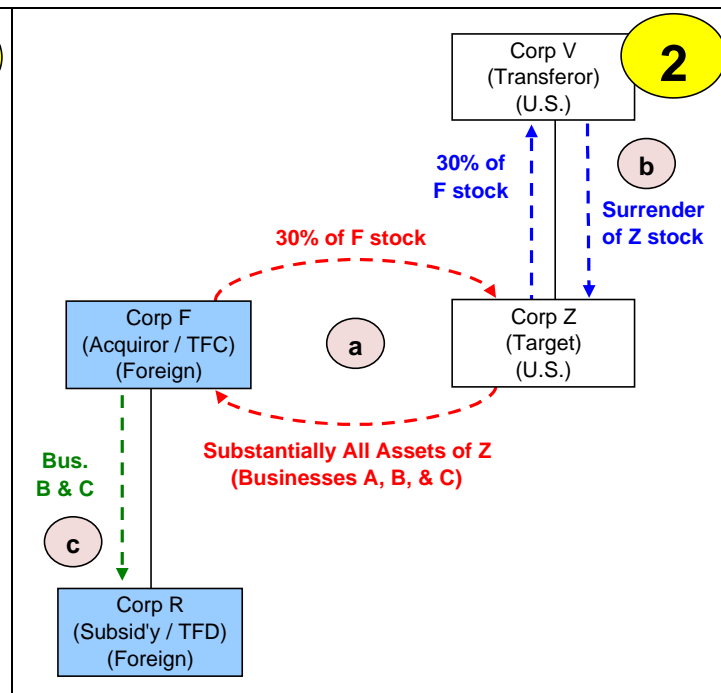 Corp V
(Transferor)
(U.S.)
2
30% of
F stock
b
Surrender
of Z stock
30% of F stock
Corp F
(Acquiror / TFC)
(Foreign)
a
Corp Z
(Target)
(U.S.)
Bus.
B & C
Substantially All Assets of Z
(Businesses A, B, & C)
c
Corp R
(Subsid'y / TFD)
(Foreign)